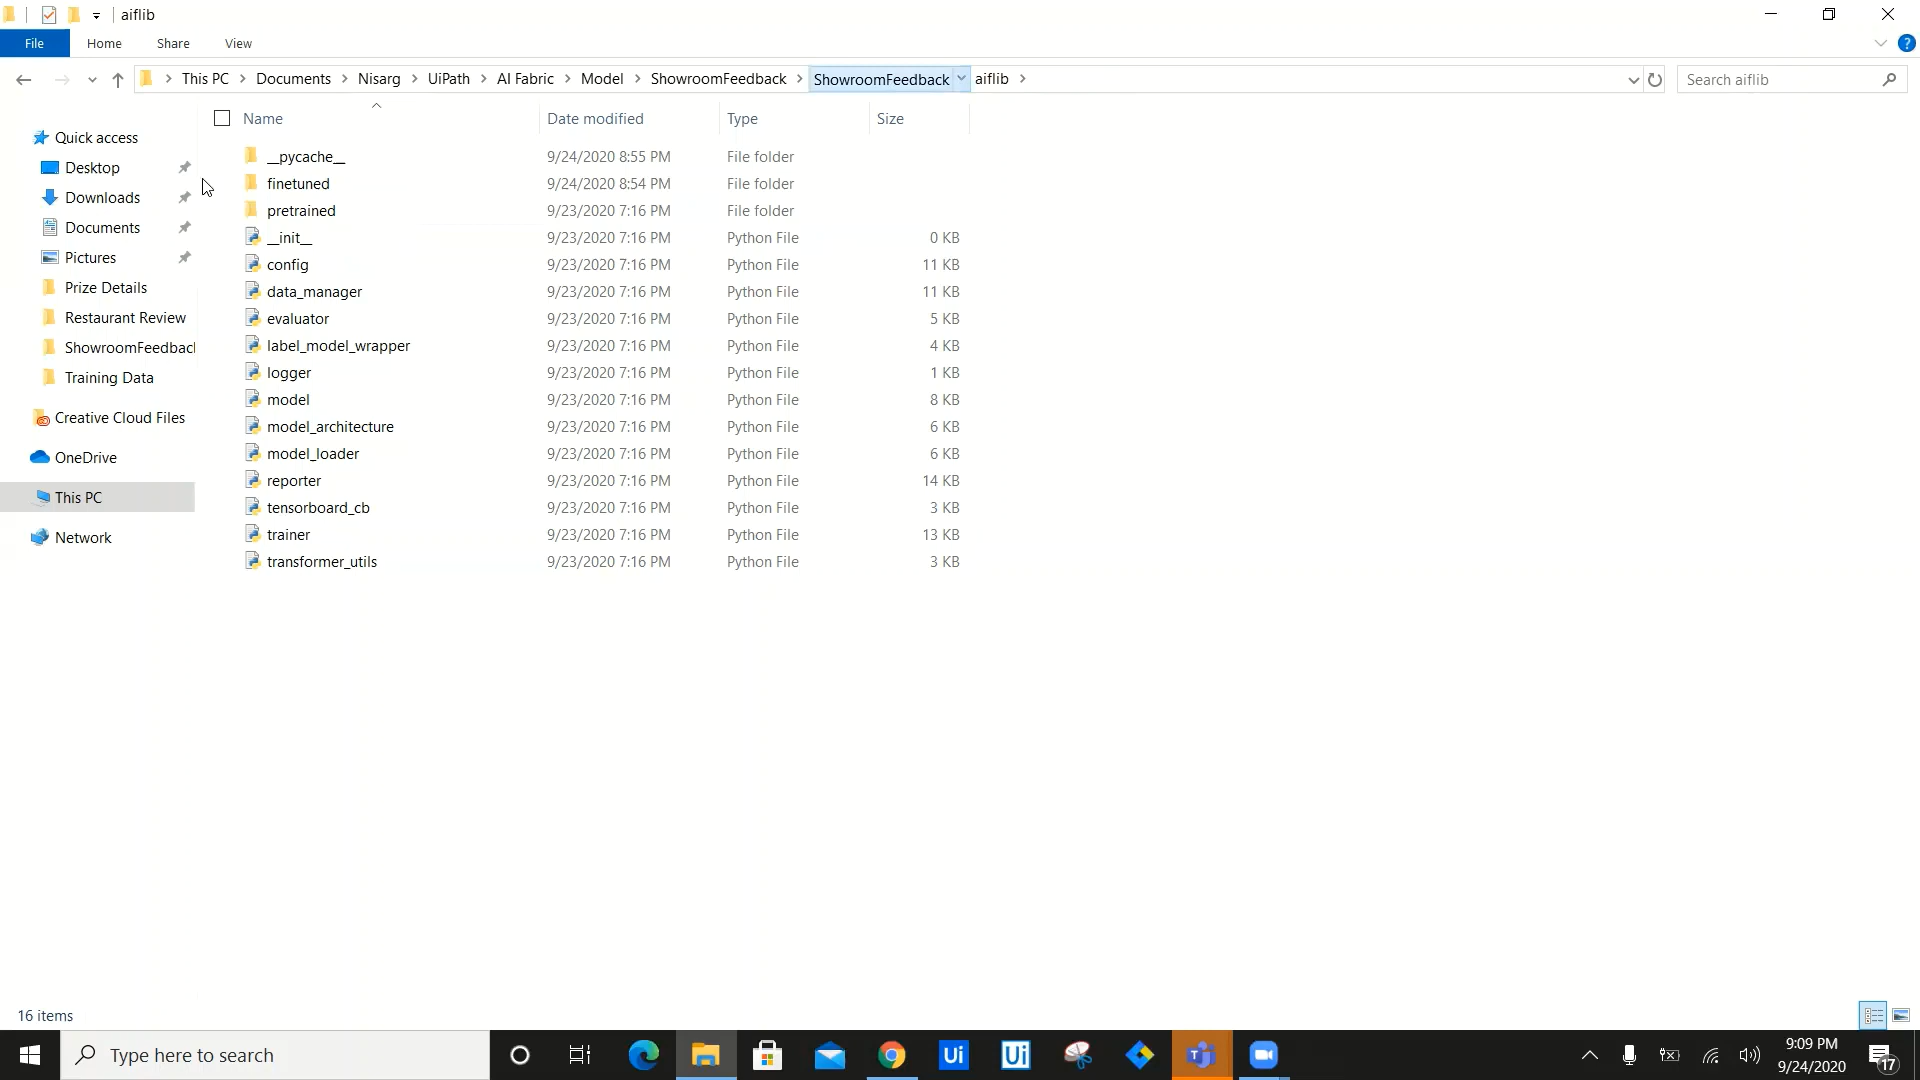 aiflib
File Home Share View
This PC Documents Nisarg UiPath AI Fabric Model ShowroomFeedback ShowroomFeedback aiflib
Search aiflib
Name Date modified Type Size
Quick access
Desktop
Downloads
Documents
Pictures
Prize Details
Restaurant Review
ShowroomFeedbac
Training Data
Creative Cloud Files
OneDrive
This PC
Network
__pycache__ 9/24/2020 8:55 PM File folder
finetuned 9/24/2020 8:54 PM File folder
pretrained 9/23/2020 7:16 PM File folder
__init__ 9/23/2020 7:16 PM Python File 0 KB
config 9/23/2020 7:16 PM Python File 11 KB
data_manager 9/23/2020 7:16 PM Python File 11 KB
evaluator 9/23/2020 7:16 PM Python File 5 KB
label_model_wrapper 9/23/2020 7:16 PM Python File 4 KB
logger 9/23/2020 7:16 PM Python File 1 KB
model 9/23/2020 7:16 PM Python File 8 KB
model_architecture 9/23/2020 7:16 PM Python File 6 KB
model_loader 9/23/2020 7:16 PM Python File 6 KB
reporter 9/23/2020 7:16 PM Python File 14 KB
tensorboard_cb 9/23/2020 7:16 PM Python File 3 KB
trainer 9/23/2020 7:16 PM Python File 13 KB
transformer_utils 9/23/2020 7:16 PM Python File 3 KB
16 items
Type here to search
Ui
Ui
9:09 PM
9/24/2020
17